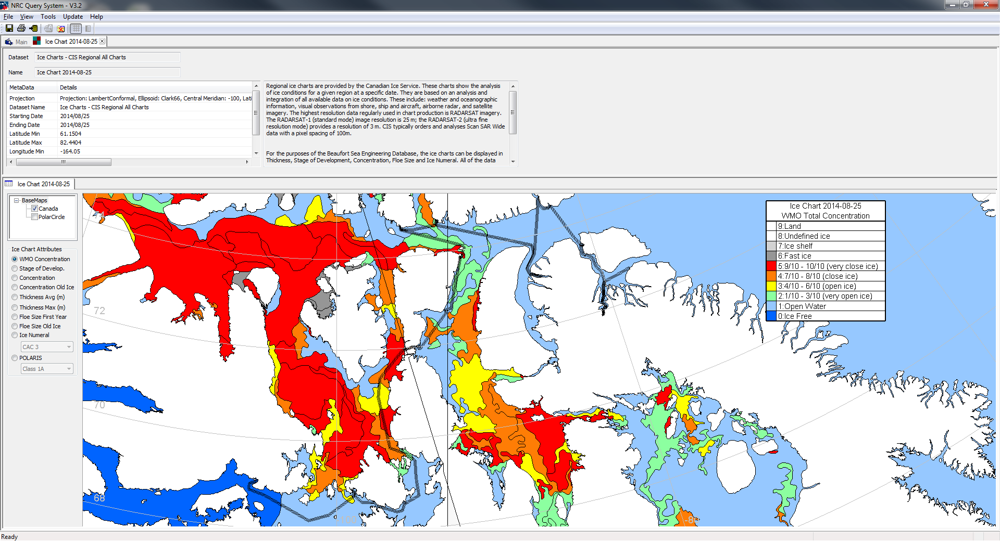 NRC Query System - V3.2
File View Tools Update Help
Main
Ice Chart 2014-08-25
Dataset
Ice Charts - CIS Regional All Charts
Name
Ice Chart 2014-08-25
MetaData Details
Projection Projection: LambertConformal, Ellipsoid: Clark66, Central Meridian: -100, Lati
Dataset Name Ice Charts - CIS Regional All Charts
Starting Date 2014/08/25
Ending Date 2014/08/25
Latitude Min 61.1504
Latitude Max 82.4404
Longitude Min -164.05
Regional ice charts are provided by the Canadian Ice Service. These charts show the analysis
of ice conditions for a given region at a specific date. They are based on an analysis and
integration of all available data on ice conditions. These include: weather and oceanographic
information, visual observations from shore, ship and aircraft, airborne radar, and satellite
imagery. The highest resolution data regularly used in chart production is RADARSAT imagery.
The RADARSAT-1 (standard mode) image resolution is 25 m; the RADARSAT-2 (ultra fine
resolution mode) provides a resolution of 3 m. CIS typically orders and analyses Scan SAR Wide
data with a pixel spacing of 100m.
For the purposes of the Beaufort Sea Engineering Database, the ice charts can be displayed in
Thickness, Stage of Development, Concentration, Floe Size and Ice Numeral. All of the data
Ice Chart 2014-08-25
BaseMaps
Canada
PolarCircle
Ice Chart Attributes
WMO Concentration
Stage of Develop.
Concentration
Concentration Old Ice
Thickness Avg (m)
Thickness Max (m)
Floe Size First Year
Floe Size Old Ice
Ice Numeral
CAC 3
POLARIS
Class 1A
74
72
70
68
-100
-80
Ice Chart 2014-08-25
WMO Total Concentration
9:Land
8:Undefined ice
7:Ice shelf
6:Fast ice
5:9/10 - 10/10 (very close ice)
4:7/10 - 8/10 (close ice)
3:4/10 - 6/10 (open ice)
2:1/10 - 3/10 (very open ice)
1:Open Water
0:Ice Free
Ready